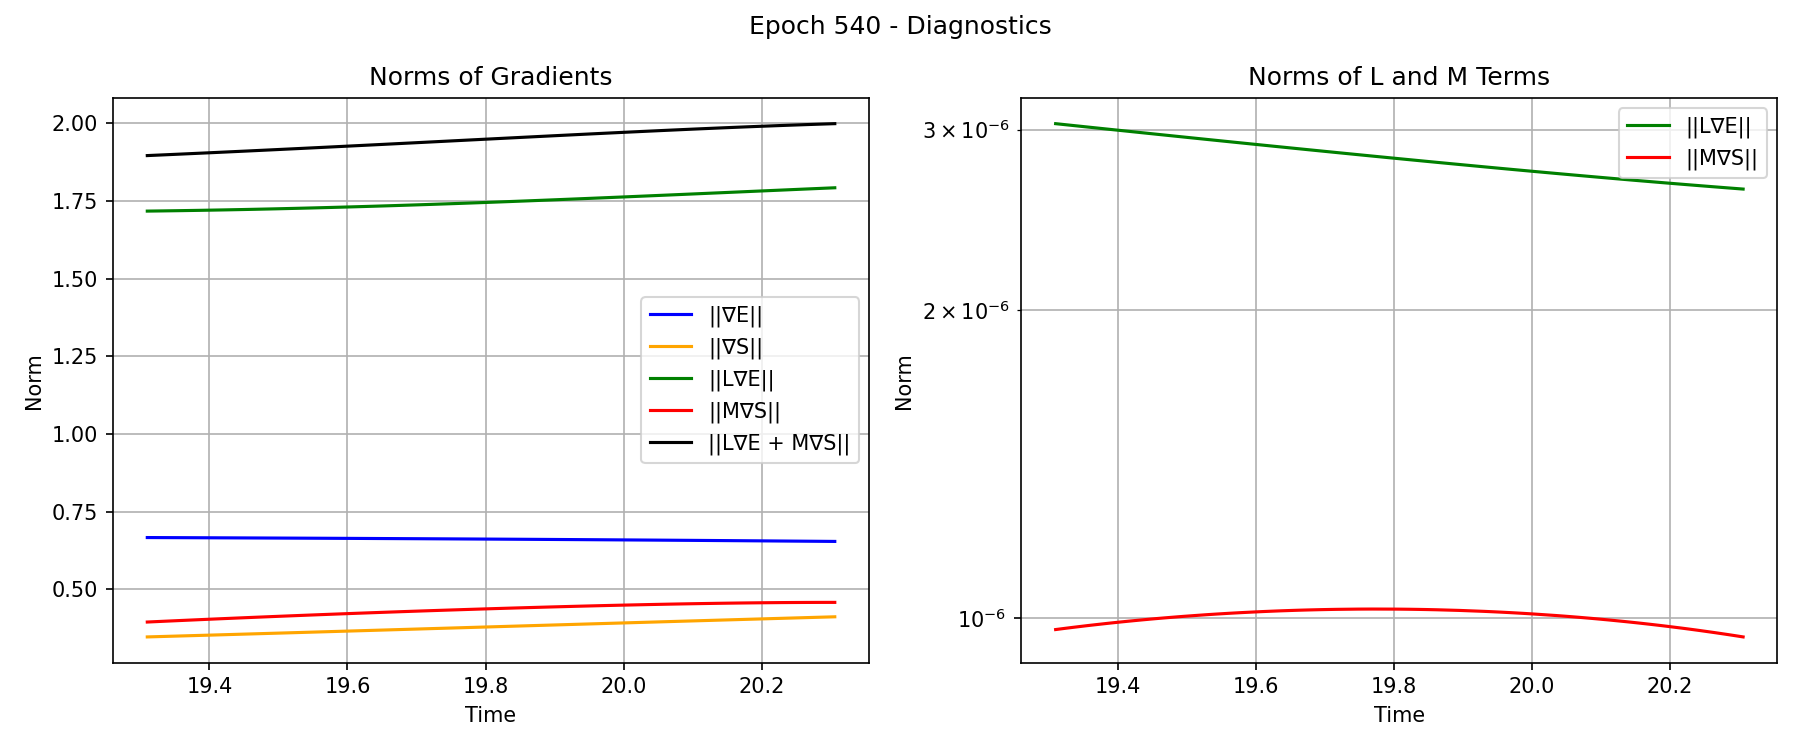 Epoch 540 - Diagnostics
Norms of Gradients
2.00
1.75
1.50
1.25
1.00
0.75
0.50
Norm
19.4 19.6 19.8 20.0 20.2
Time
||∇E||
||∇S||
||L∇E||
||M∇S||
||L∇E + M∇S||
Norms of L and M Terms
3 × 10⁻⁶
2 × 10⁻⁶
10⁻⁶
Norm
19.4 19.6 19.8 20.0 20.2
Time
||L∇E||
||M∇S||